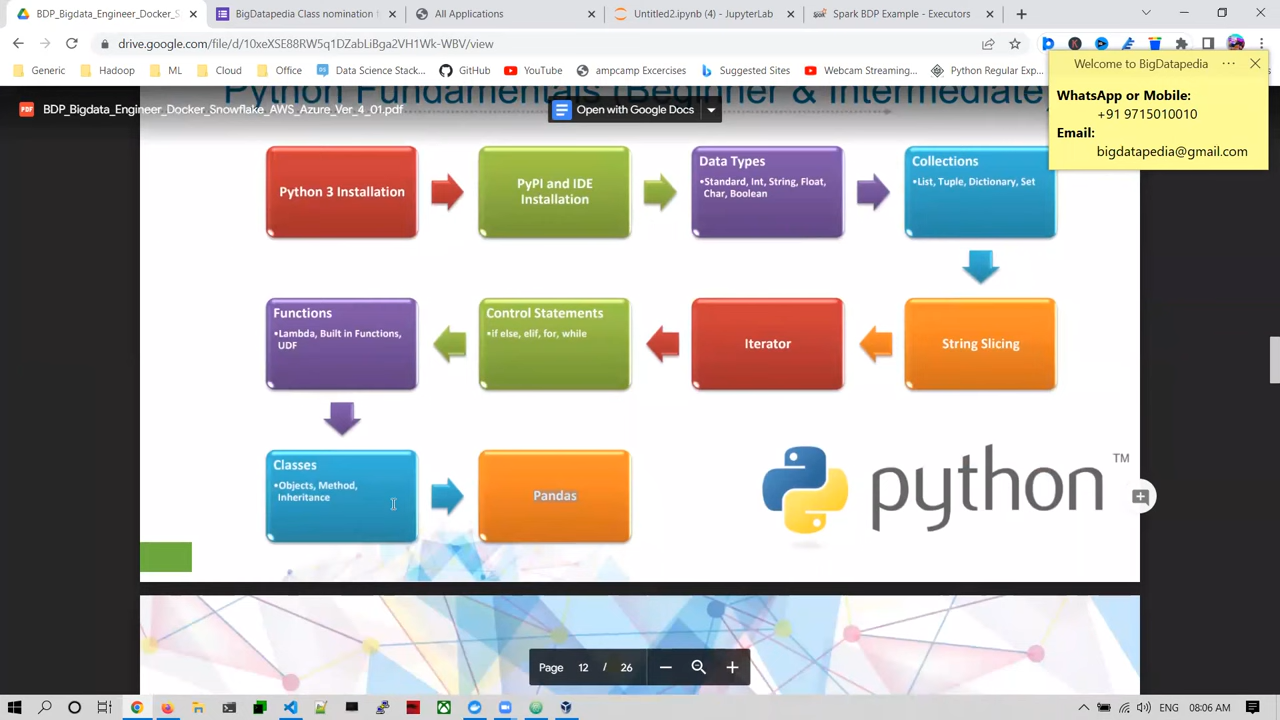 BDP_Bigdata_Engineer_Docker_S
BigDatapedia Class nomination f
All Applications
Untitled2.ipynb (4) - JupyterLab
Spark BDP Example - Executors
drive.google.com/file/d/10xeXSE88RW5q1DZabLiBga2VH1Wk-WPV/view
Generic
Hadoop
ML
Cloud
Office
Data Science Stack...
GitHub
YouTube
ampcamp Excercises
Suggested Sites
Webcam Streaming...
Python Regular Exp...
Welcome to BigDatapedia
WhatsApp or Mobile:
+91 9715010010
Email:
bigdatapedia@gmail.com
Python Fundamentals (Beginner & Intermediate
BDP_Bigdata_Engineer_Docker_Snowflake_AWS_Azure_Ver_4_01.pdf
Open with Google Docs
Python 3 Installation
PyPI and IDE
Installation
Data Types
•Standard, Int, String, Float,
Char, Boolean
Collections
•List, Tuple, Dictionary, Set
Functions
•Lambda, Built in Functions,
UDF
Control Statements
•if else, elif, for, while
Iterator
String Slicing
Classes
•Objects, Method,
Inheritance
Pandas
python
TM
Page 12 / 26
ENG
08:06 AM